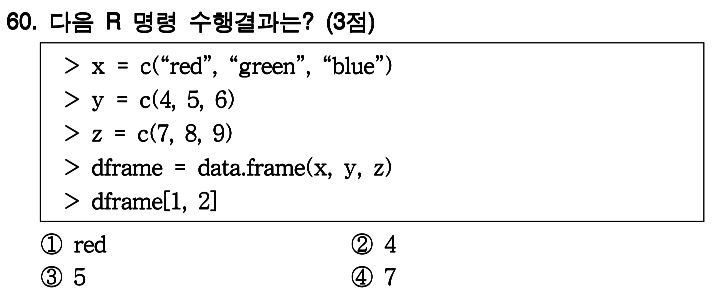 60. 다음 R 명령 수행결과는? (3점)
> x = c(“red”, “green”, “blue”)
> y = c(4, 5, 6)
> z = c(7, 8, 9)
> dframe = data.frame(x, y, z)
> dframe[1, 2]
① red ② 4
③ 5 ④ 7